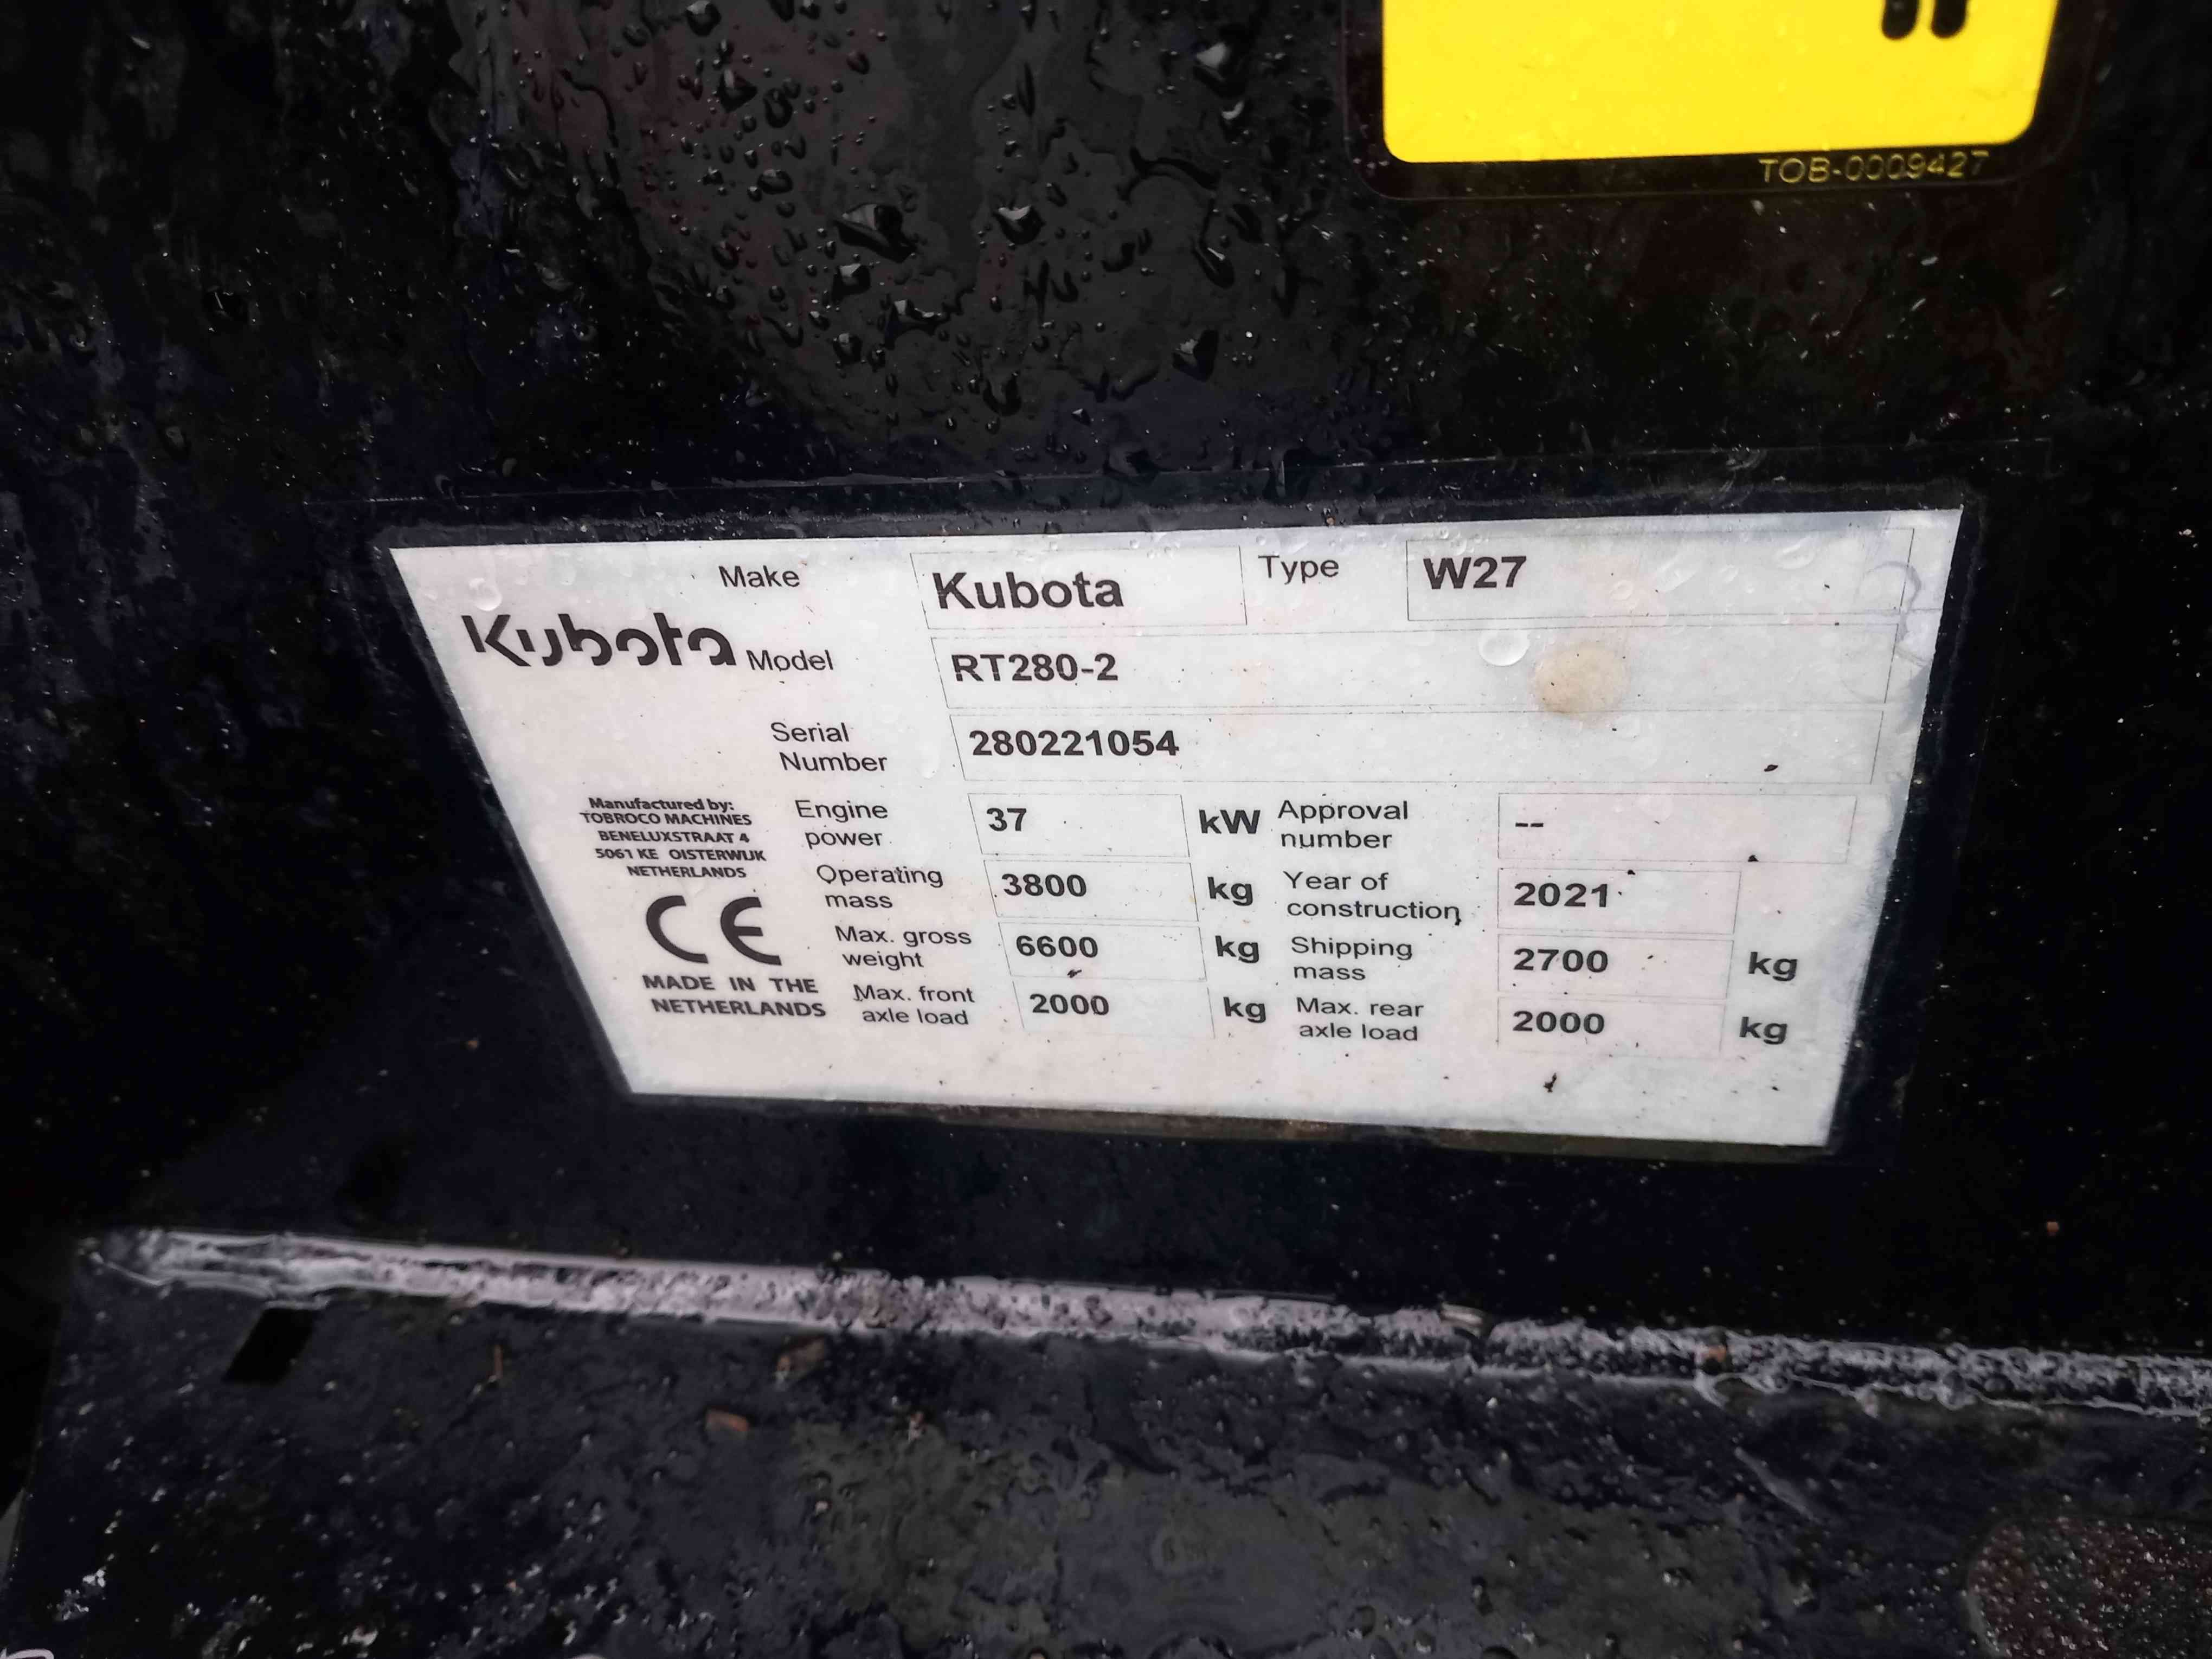 TOB-0009427
Make Kubota Type W27
Kubota Model RT280-2
Serial Number 280221054
Manufactured by:
TOBROCO MACHINES
BENELUXSTRAAT 4
5061 KE OISTERWIJK
NETHERLANDS
CE
MADE IN THE
NETHERLANDS
Engine power 37 kW Approval number --
Operating mass 3800 kg Year of construction 2021
Max. gross weight 6600 kg Shipping mass 2700 kg
Max. front axle load 2000 kg Max. rear axle load 2000 kg